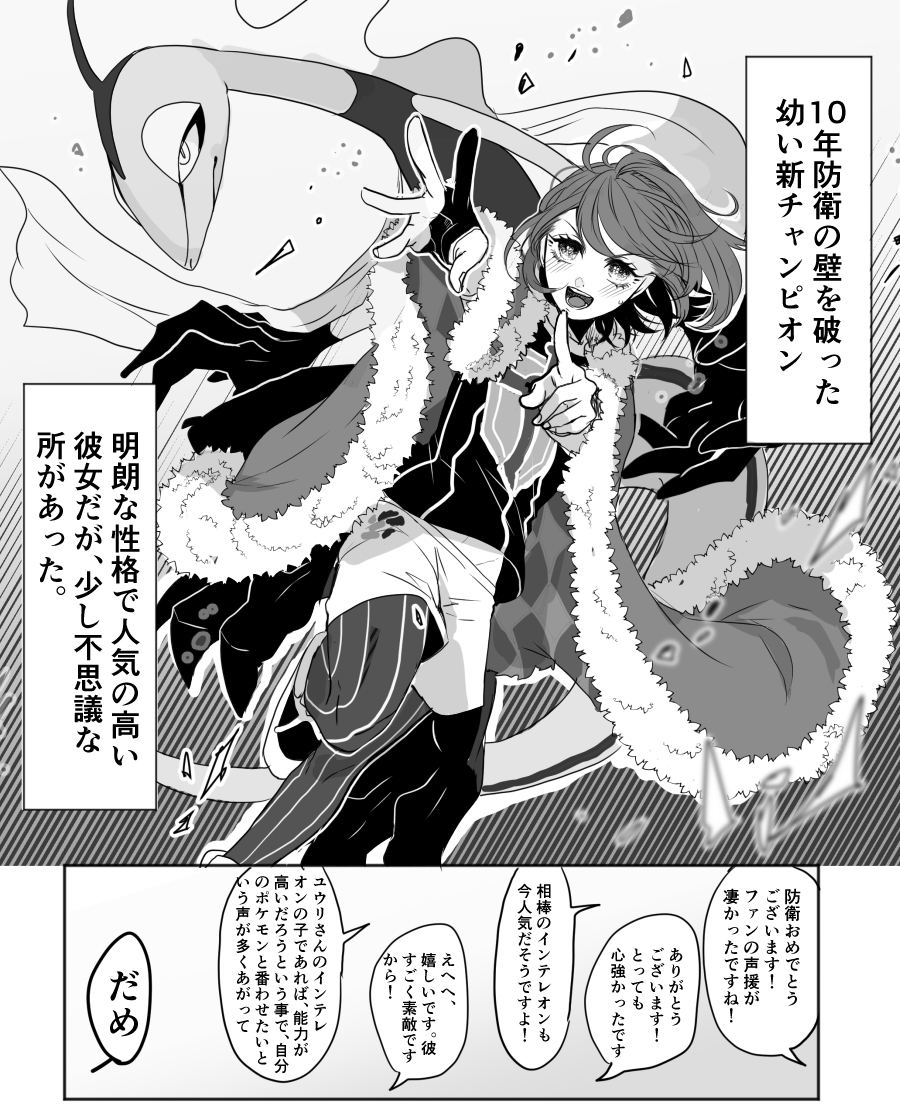 10年防衛の壁を破った
幼い新チャンピオン
明朗な性格で人気の高い
彼女だが、少し不思議な
所があった。
防衛おめでとう
ございます！
ファンの声援が
凄かったですね！
ありがとう
ございます！
とっても
心強かったです
相棒のインテレオンも
今人気だそうですよ！
えへへ、
嬉しいです。彼
すごく素敵です
から！
ユウリさんのインテレ
オンの子であれば、能力が
高いだろうという事で、自分
のポケモンと番わせたいと
いう声が多くあがって
だめ